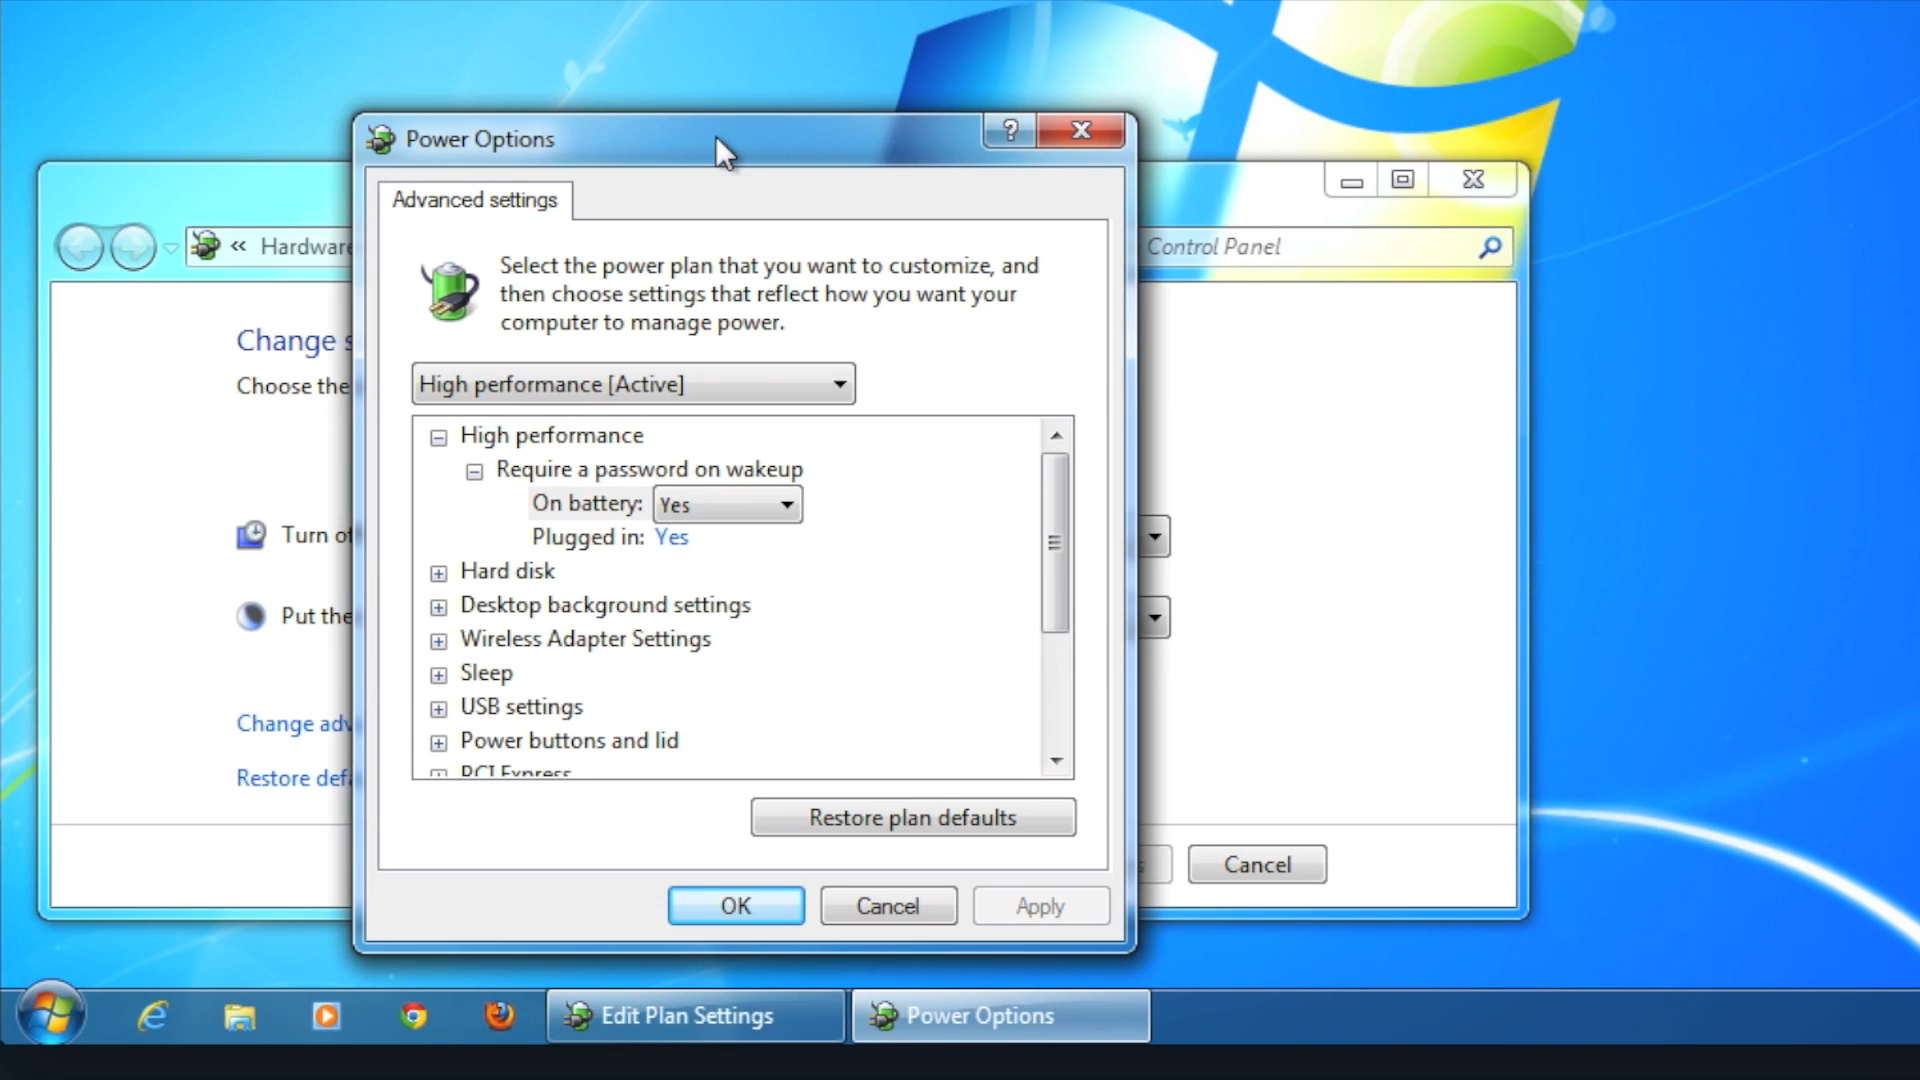 Power Options
?
Advanced settings
Hardware
Control Panel
Select the power plan that you want to customize, and
then choose settings that reflect how you want your
computer to manage power.
Change s
Choose the
High performance [Active]
High performance
Require a password on wakeup
On battery: Yes
Plugged in: Yes
Turn of
Hard disk
Desktop background settings
Put the
Wireless Adapter Settings
Sleep
USB settings
Change adv
Power buttons and lid
PCI Express
Restore defa
Restore plan defaults
Cancel
OK
Cancel
Apply
Edit Plan Settings
Power Options